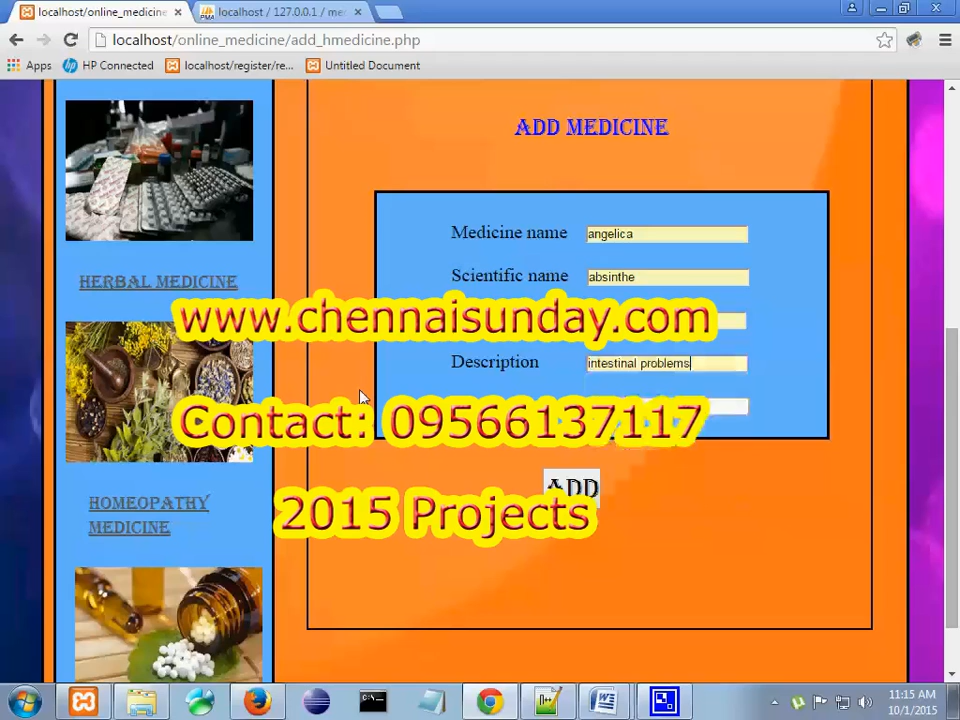 localhost/online_medicine
localhost / 127.0.0.1 / med
localhost/online_medicine/add_hmedicine.php
Apps
HP Connected
localhost/register/re...
Untitled Document
ADD MEDICINE
Medicine name
angelica
HERBAL MEDICINE
Scientific name
absinthe
www.chennaisunday.com
Description
intestinal problems
Contact: 09566137117
HOMEOPATHY
MEDICINE
ADD
2015 Projects
11:15 AM
10/1/2015